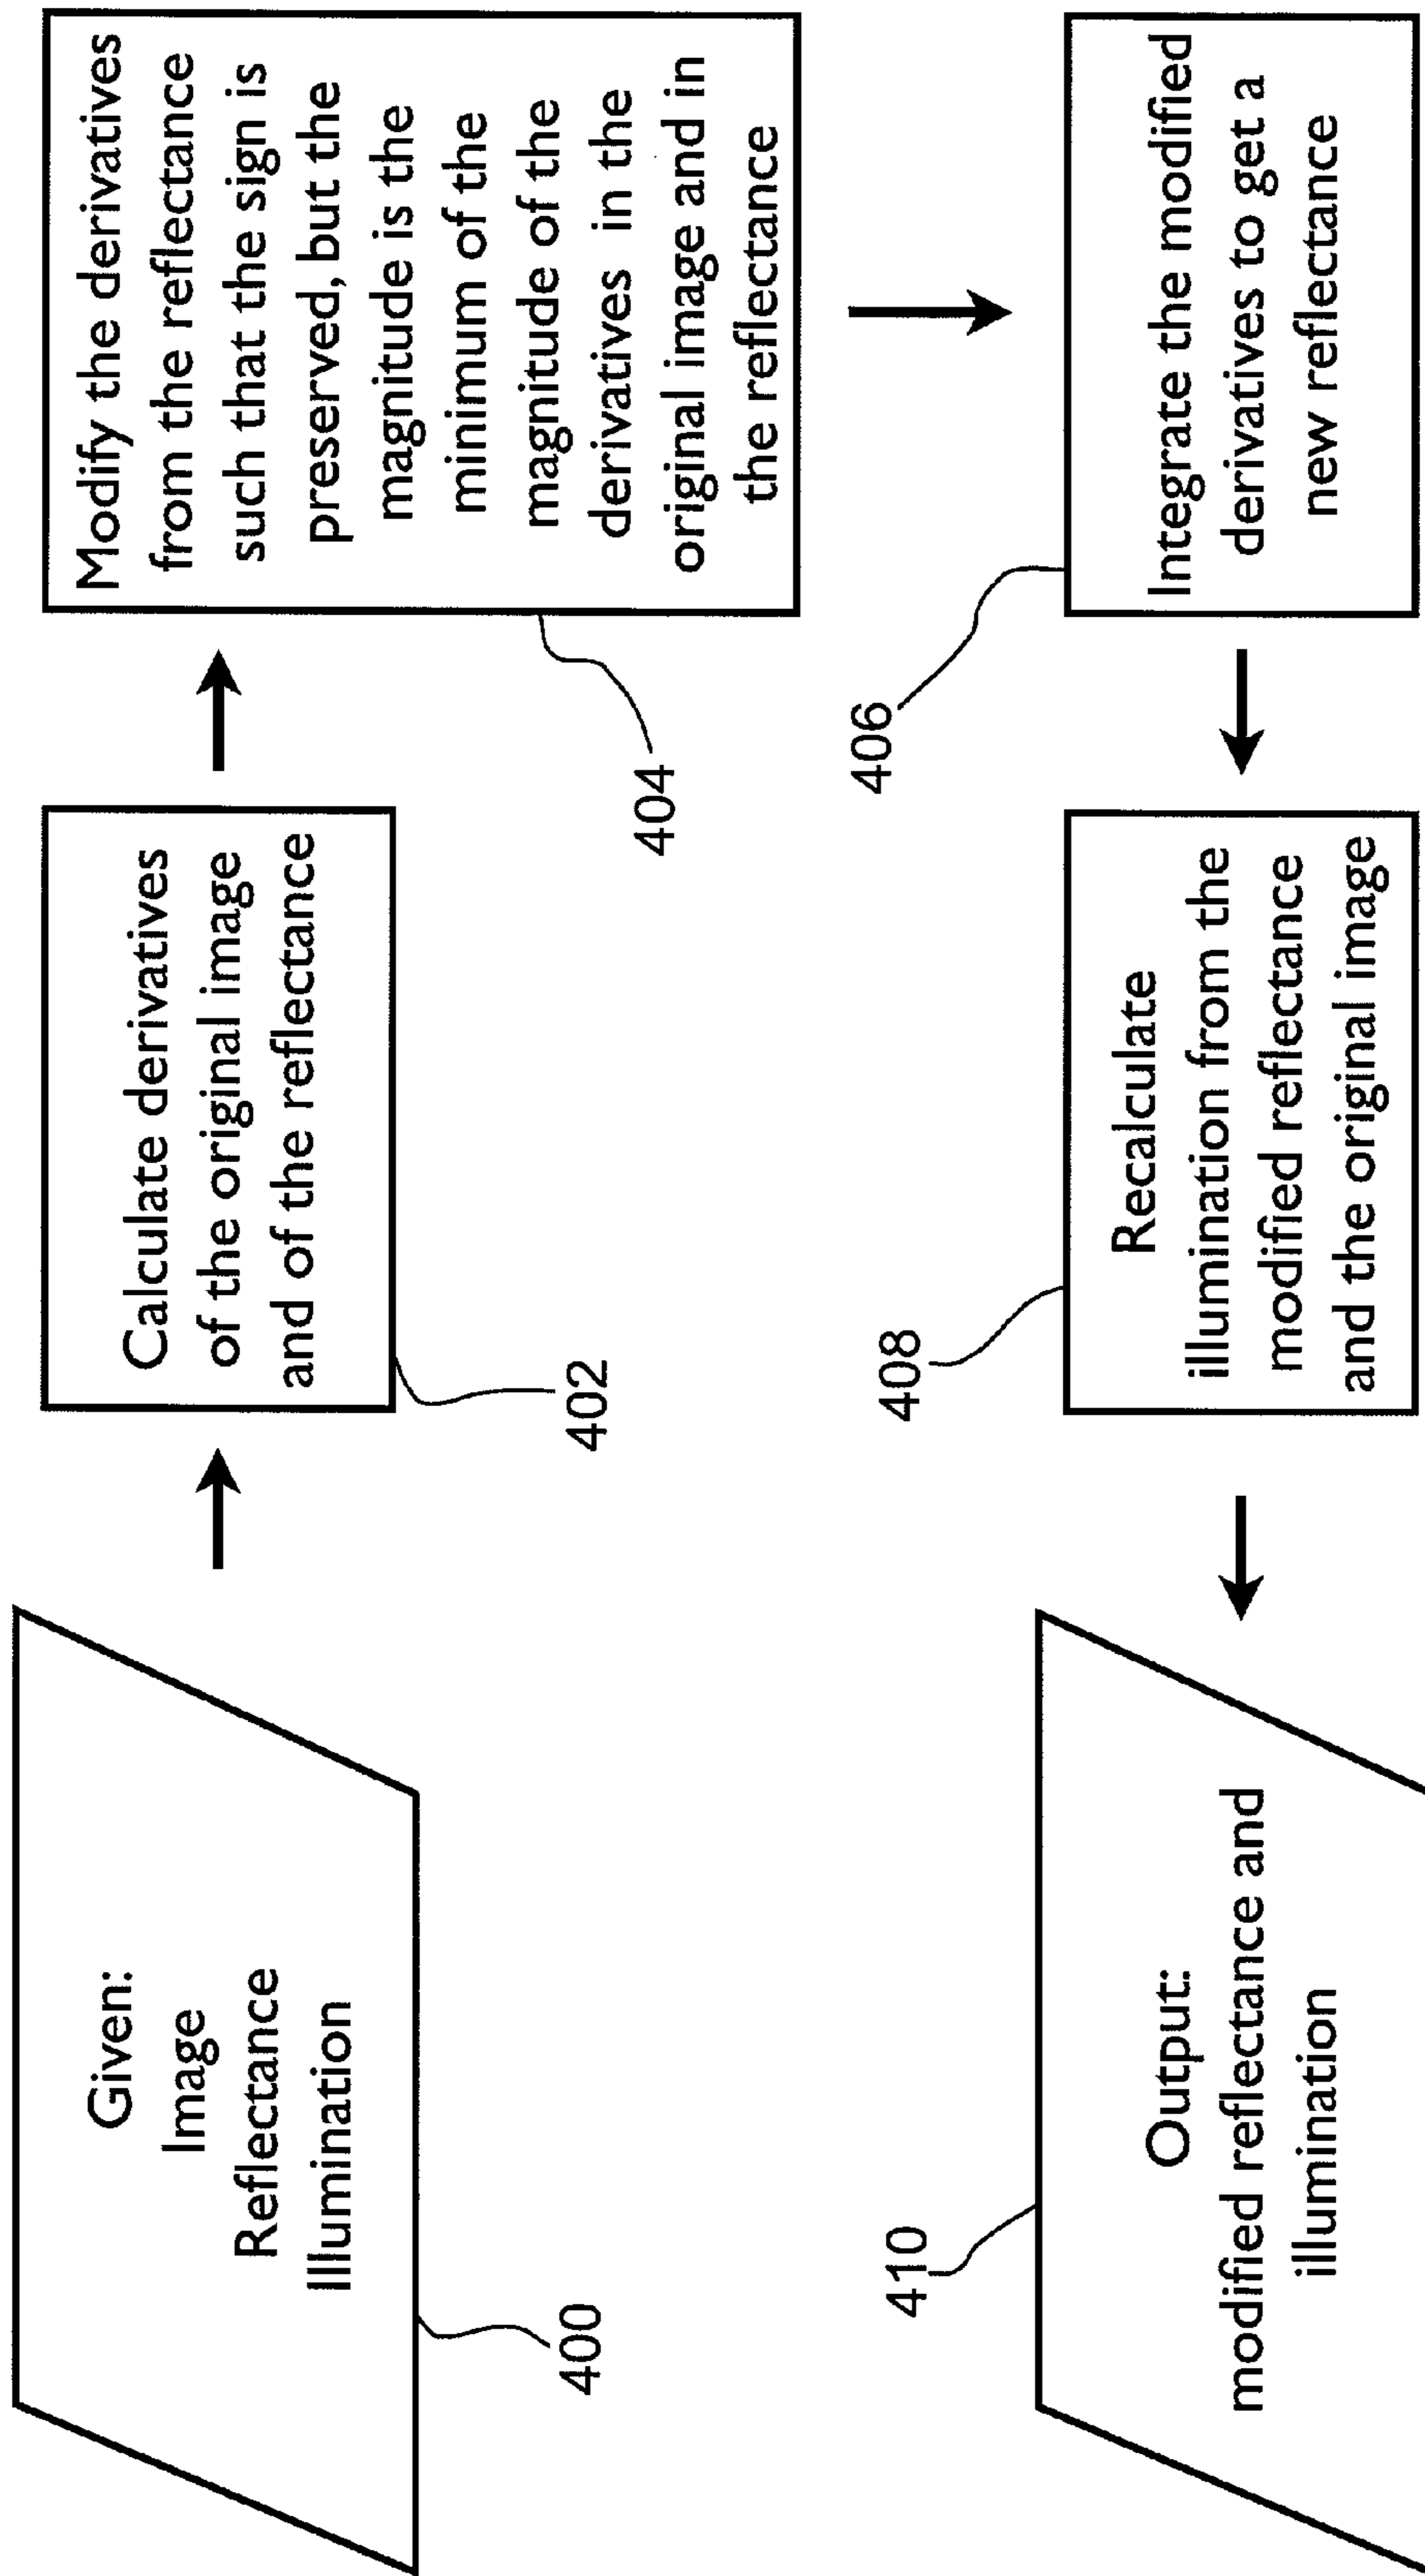 Given:
Image
Reflectance
Illumination
400
Calculate derivatives
of the original image
and of the reflectance
402
Modify the derivatives
from the reflectance
such that the sign is
preserved, but the
magnitude is the
minimum of the
magnitude of the
derivatives in the
original image and in
the reflectance
404
Integrate the modified
derivatives to get a
new reflectance
406
Recalculate
illumination from the
modified reflectance
and the original image
408
Output:
modified reflectance and
illumination
410